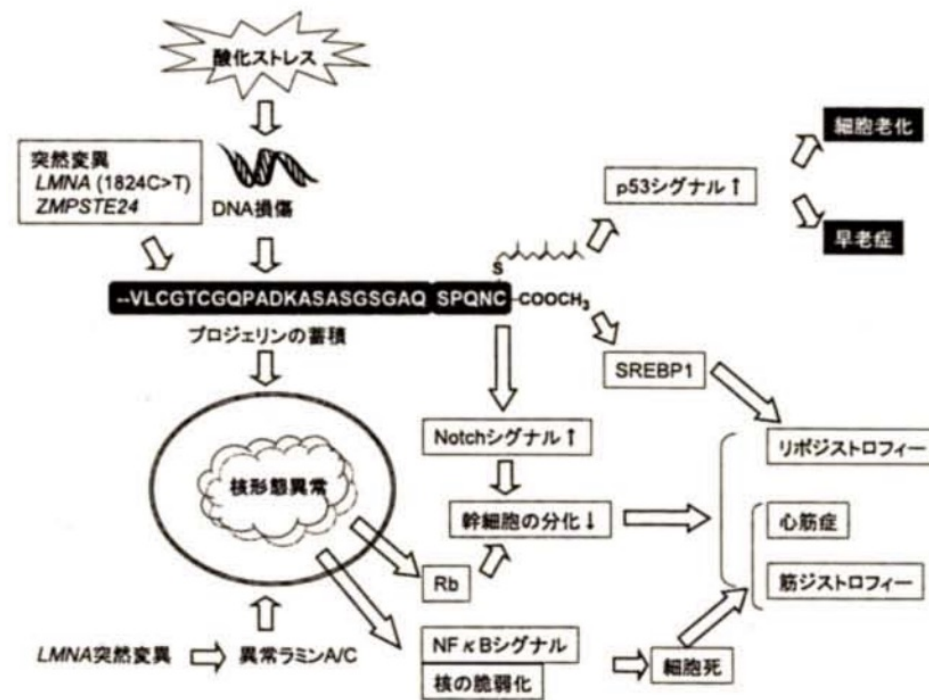 酸化ストレス
突然変異
LMNA (1824C>T)
ZMPSTE24
DNA損傷
p53シグナル↑
細胞老化
早老症
S
--VLCGTCGQPADKASASGSGAQ SPQNC -COOCH3
プロジェリンの蓄積
SREBP1
Notchシグナル↑
リポジストロフィー
核形態異常
幹細胞の分化↓
心筋症
Rb
筋ジストロフィー
LMNA突然変異
異常ラミンA/C
NFκBシグナル
核の脆弱化
細胞死